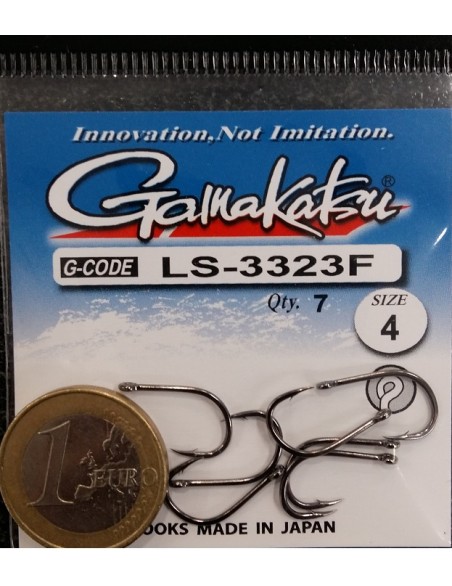 Innovation,Not Imitation.
Gamakatsu®
G-CODE LS-3323F
Qty. 7 SIZE
4
1 EURO
OOKS MADE IN JAPAN